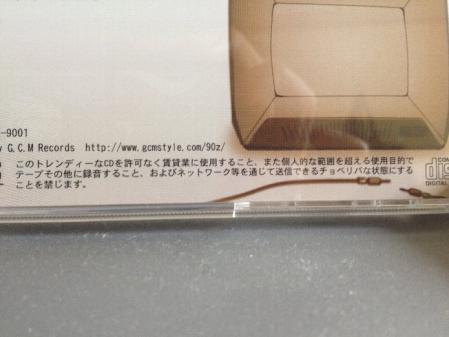 -9001
y G.C.M Records http://www.gcmstyle.com/90z/
このトレンディーなCDを許可なく賃貸業に使用すること、また個人的な範囲を超える使用目的で
テープその他に録音すること、およびネットワーク等を通じて送信できるチョベリバな状態にする
ことを禁じます。
COM
disc
DIGITAL